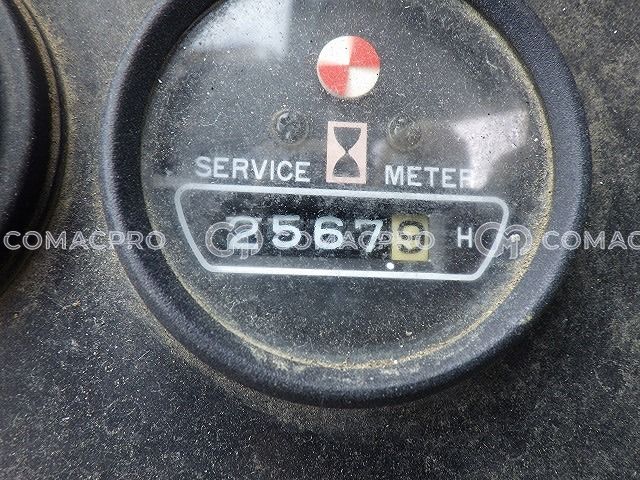 SERVICE METER
25679 H
COMACPRO COMACPRO COMACPRO